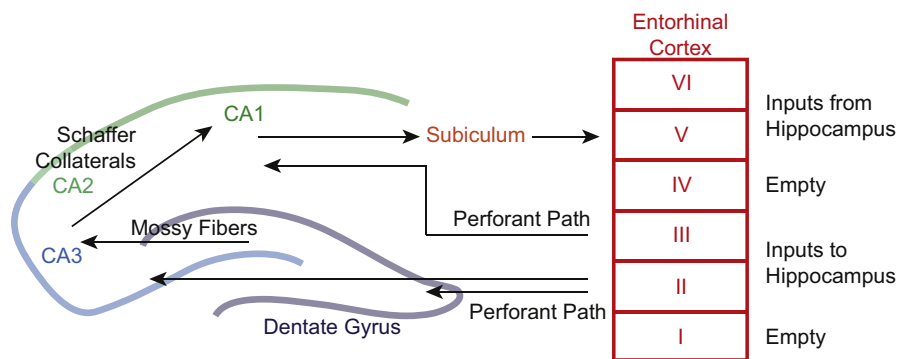 Entorhinal
Cortex
VI
Inputs from
Hippocampus
V
CA1
Schaffer
Collaterals
Subiculum
CA2
IV
Empty
Perforant Path
Mossy Fibers
III
CA3
Inputs to
Hippocampus
II
Perforant Path
Dentate Gyrus
I
Empty